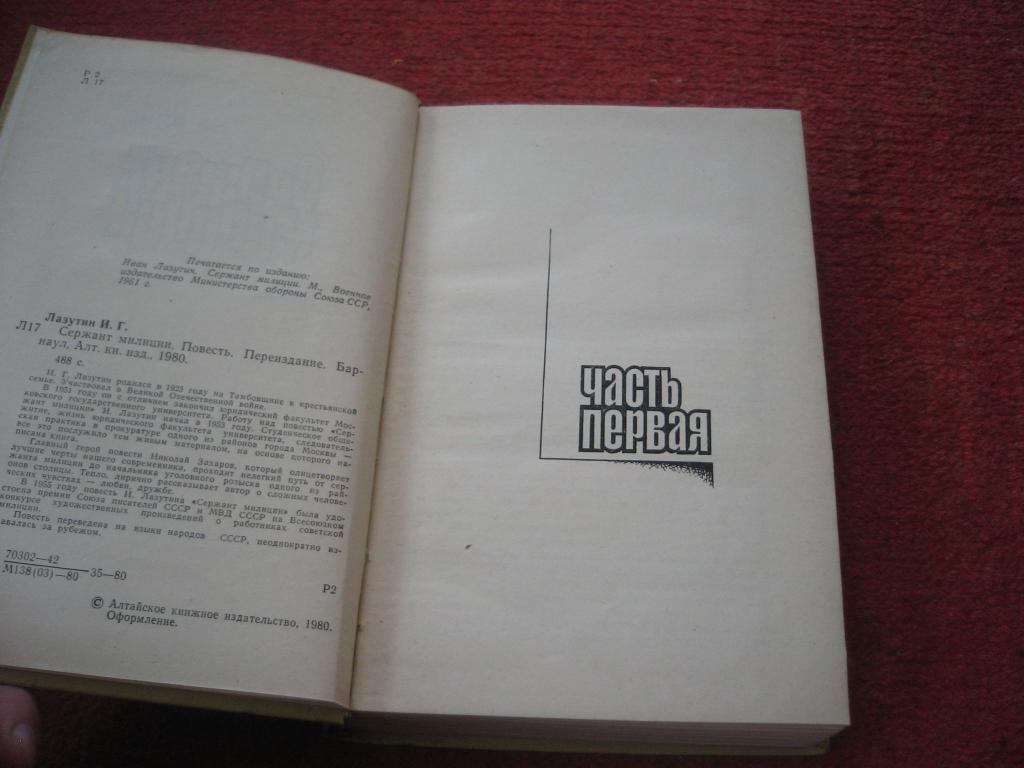 Р 2
Л 17
Печатается по изданию:
Иван Лазутин. Сержант милиции. М., Военное
издательство Министерства обороны Союза ССР,
1961 г.
Лазутин И. Г.
Л17 Сержант милиции. Повесть. Переиздание. Бар-
наул, Алт. кн. изд., 1980.
488 с.
И. Г. Лазутин родился в 1923 году на Тамбовщине в крестьянской
семье. Участвовал в Великой Отечественной войне.
В 1951 году он с отличием закончил юридический факультет Мос-
ковского государственного университета. Работу над повестью «Сер-
жант милиции» И. Лазутин начал в 1953 году. Студенческое обще-
житие, жизнь юридического факультета университета, следователь-
ская практика в прокуратуре одного из районов города Москвы —
все это послужило тем живым материалом, на основе которого на-
писана книга.
Главный герой повести Николай Захаров, который олицетворяет
лучшие черты нашего современника, проходит нелегкий путь от сер-
жанта милиции до начальника уголовного розыска одного из рай-
онов столицы. Тепло, лирично рассказывает автор о сложных челове-
ческих чувствах — любви, дружбе.
В 1955 году повесть И. Лазутина «Сержант милиции» была удо-
стоена премии Союза писателей СССР и МВД СССР на Всесоюзном
конкурсе художественных произведений о работниках советской
милиции.
Повесть переведена на языки народов СССР, неоднократно из-
давалась за рубежом.
70302—42
М138(03)—80 35—80
Р2
© Алтайское книжное издательство, 1980.
Оформление.
ЧАСТЬ
ПЕРВАЯ